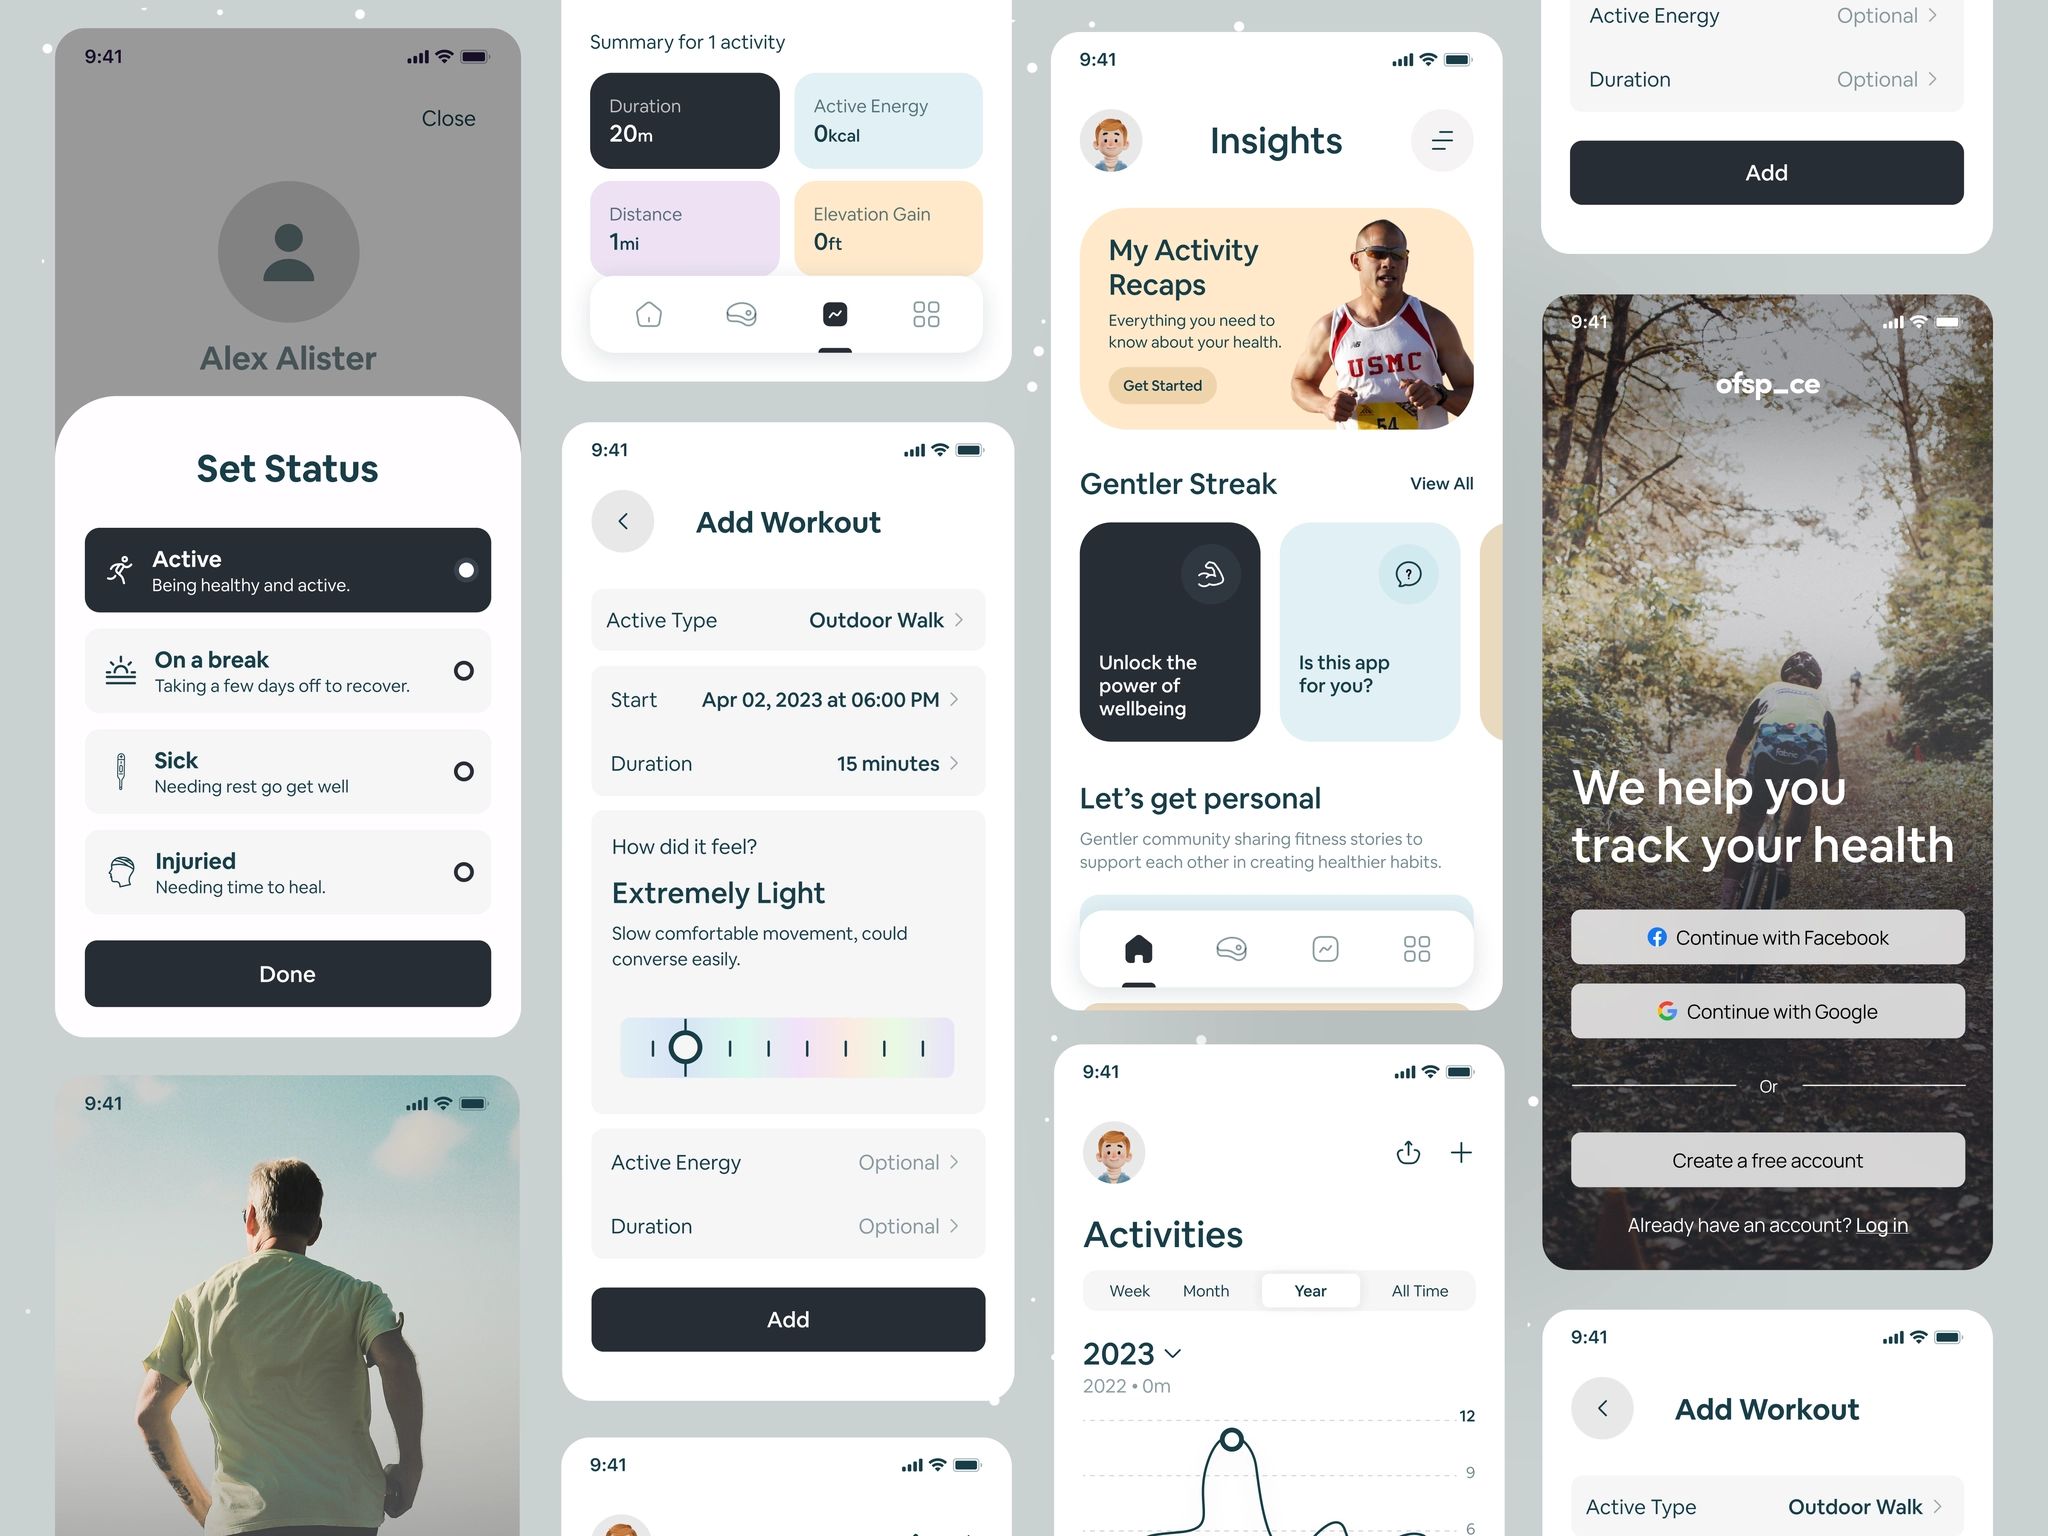 9:41
Close
Alex Alister
Set Status
Active
Being healthy and active.
On a break
Taking a few days off to recover.
Sick
Needing rest go get well
Injuried
Needing time to heal.
Done
9:41
Summary for 1 activity
Duration
20m
Active Energy
0kcal
Distance
1mi
Elevation Gain
0ft
9:41
Add Workout
Active Type Outdoor Walk
Start Apr 02, 2023 at 06:00 PM
Duration 15 minutes
How did it feel?
Extremely Light
Slow comfortable movement, could
converse easily.
Active Energy Optional
Duration Optional
Add
9:41
9:41
Insights
My Activity
Recaps
Everything you need to
know about your health.
Get Started
USMC
54
Gentler Streak View All
Unlock the
power of
wellbeing
Is this app
for you?
Let's get personal
Gentler community sharing fitness stories to
support each other in creating healthier habits.
9:41
Activities
Week Month Year All Time
2023
2022 • 0m
12
9
6
Active Energy Optional
Duration Optional
Add
9:41
ofsp_ce
We help you
track your health
Continue with Facebook
Continue with Google
Or
Create a free account
Already have an account? Log in
9:41
Add Workout
Active Type Outdoor Walk